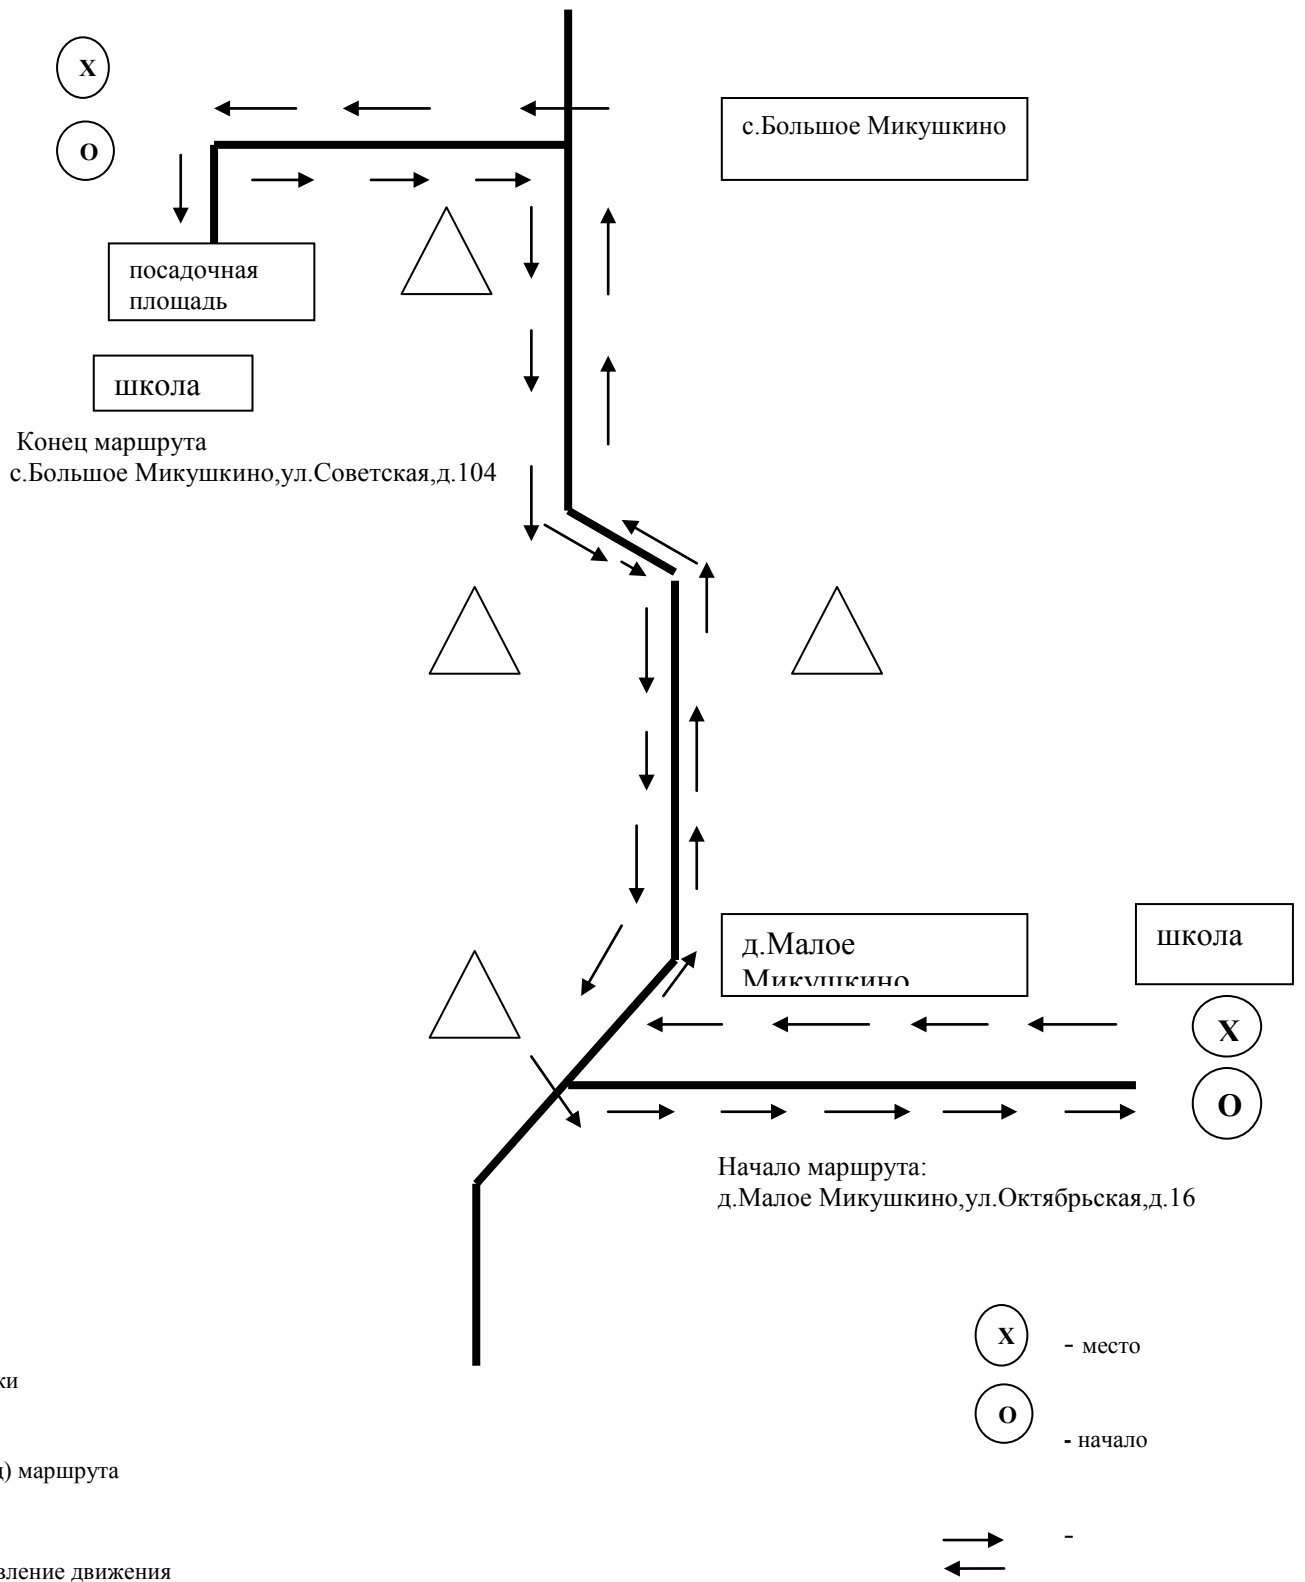 X
с.Большое Микушкино
O
посадочная
площадь
школа
Конец маршрута
с.Большое Микушкино,ул.Советская,д.104
д.Малое
Микушкино
школа
X
O
Начало маршрута:
д.Малое Микушкино,ул.Октябрьская,д.16
X - место
ки
O
- начало
) маршрута
-
вление движения